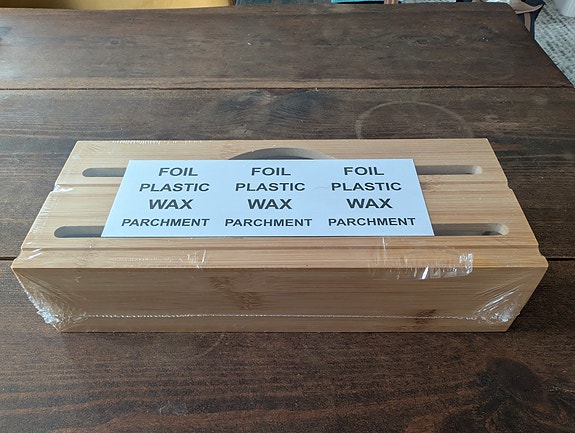 FOIL FOIL FOIL
PLASTIC PLASTIC PLASTIC
WAX WAX WAX
PARCHMENT PARCHMENT PARCHMENT